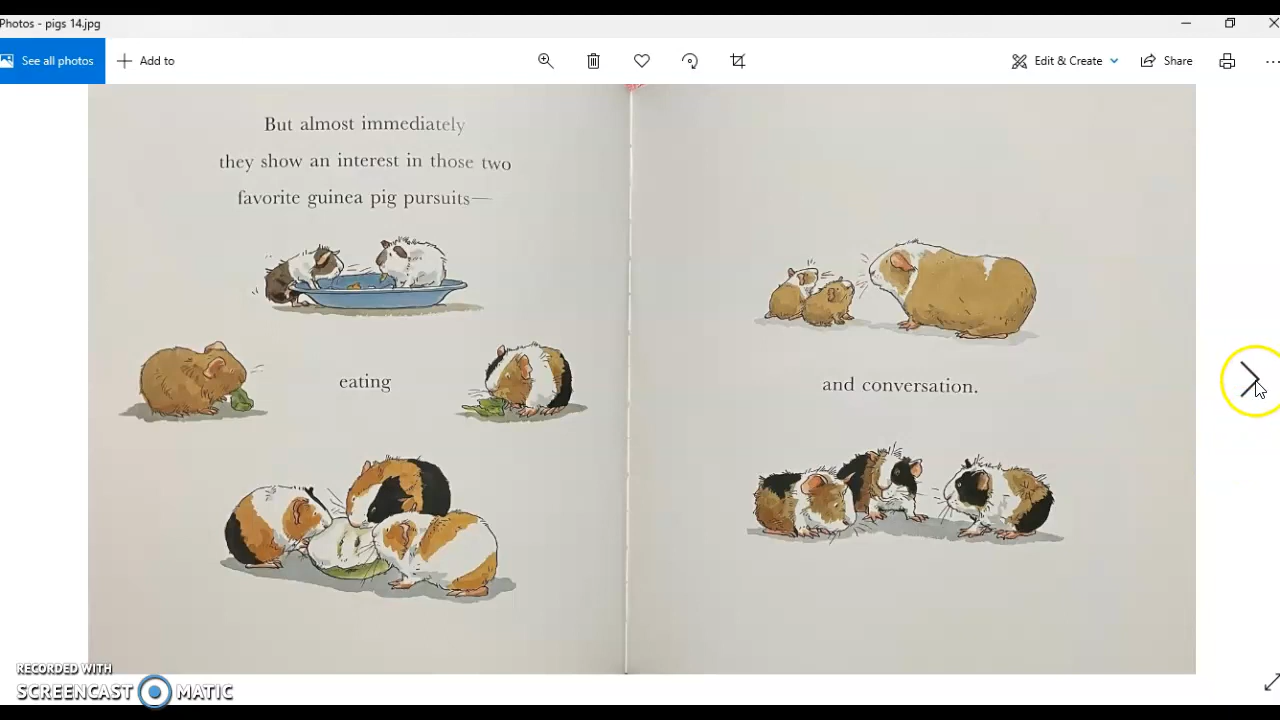 Photos - pigs 14.jpg
See all photos
Add to
Edit & Create
Share
But almost immediately
they show an interest in those two
favorite guinea pig pursuits—
eating
and conversation.
RECORDED WITH
SCREENCAST MATIC